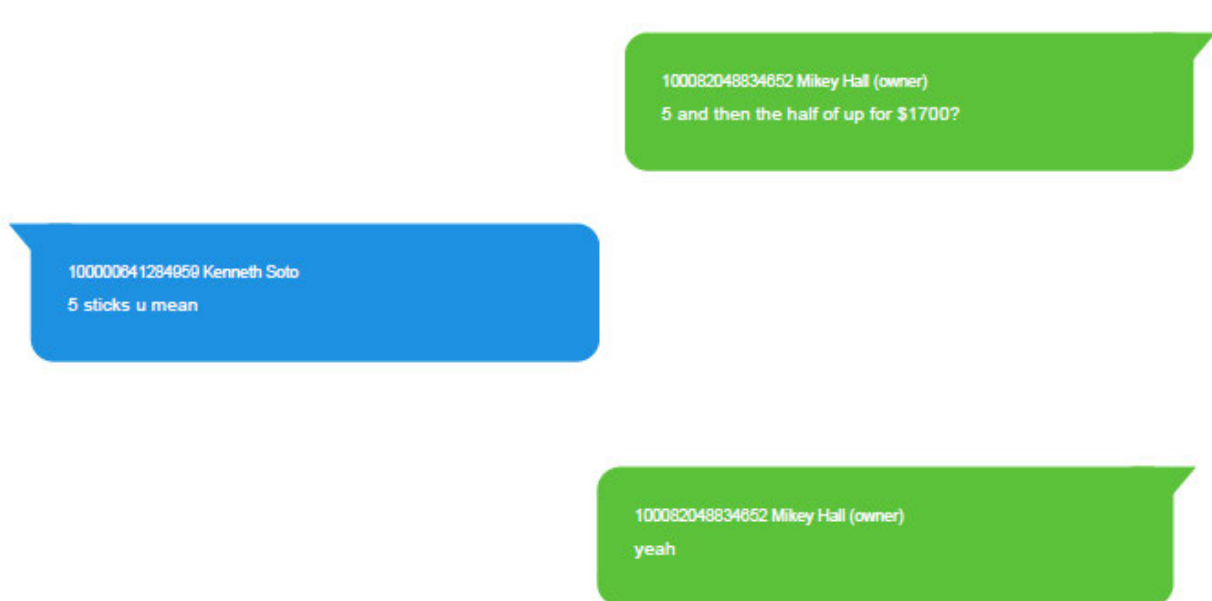 100082048834652 Mikey Hall (owner)
5 and then the half of up for $1700?
100000641284959 Kenneth Soto
5 sticks u mean
100082048834652 Mikey Hall (owner)
yeah